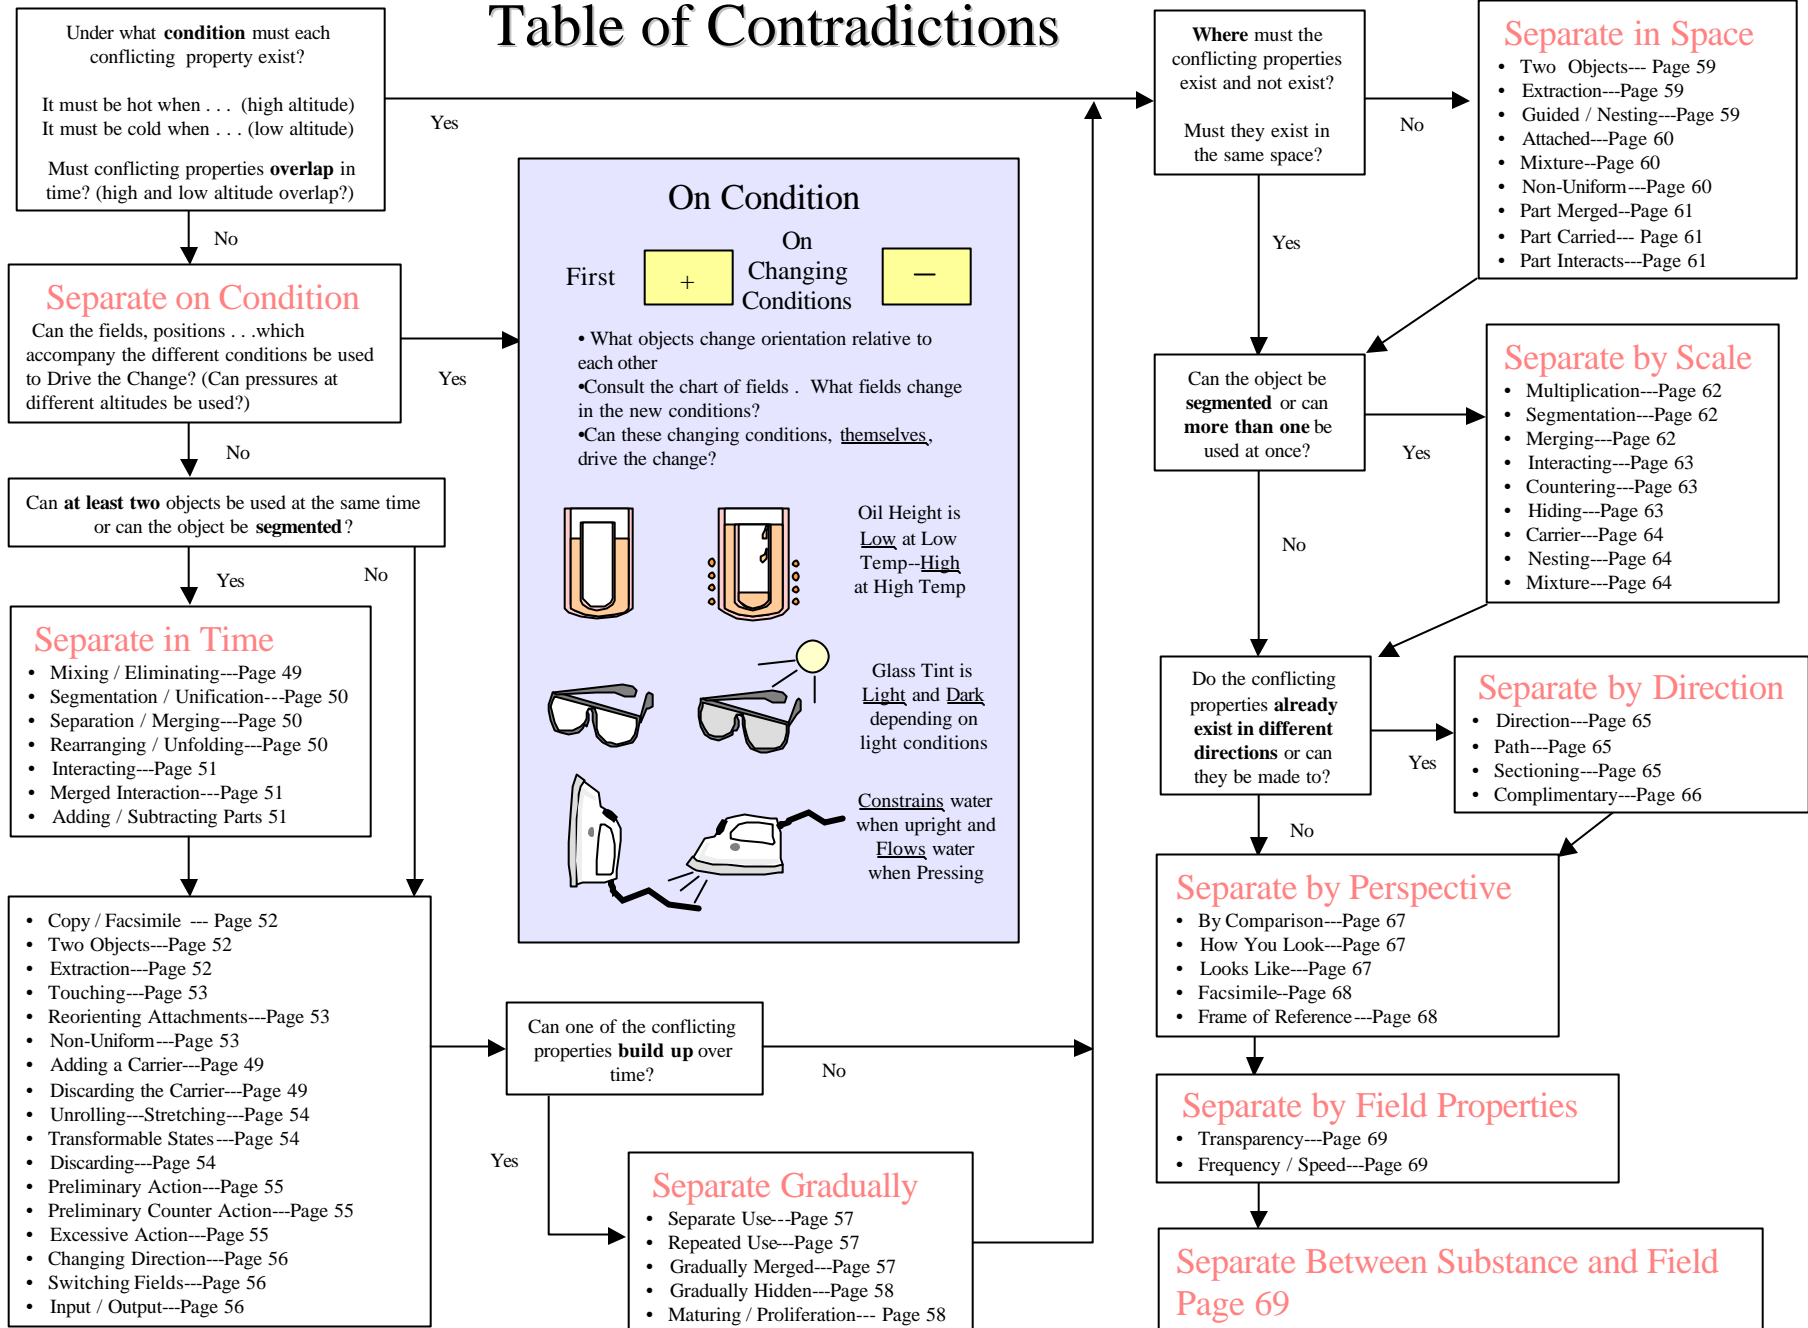 Table of Contradictions
Under what condition must each
conflicting property exist?
It must be hot when . . . (high altitude)
It must be cold when . . . (low altitude)
Must conflicting properties overlap in
time? (high and low altitude overlap?)
Yes
No
Separate on Condition
Can the fields, positions . . .which
accompany the different conditions be used
to Drive the Change? (Can pressures at
different altitudes be used?)
Yes
No
Can at least two objects be used at the same time
or can the object be segmented?
Yes
No
Separate in Time
• Mixing / Eliminating---Page 49
• Segmentation / Unification---Page 50
• Separation / Merging---Page 50
• Rearranging / Unfolding---Page 50
• Interacting---Page 51
• Merged Interaction---Page 51
• Adding / Subtracting Parts 51
• Copy / Facsimile --- Page 52
• Two Objects---Page 52
• Extraction---Page 52
• Touching---Page 53
• Reorienting Attachments---Page 53
• Non-Uniform---Page 53
• Adding a Carrier---Page 49
• Discarding the Carrier---Page 49
• Unrolling---Stretching---Page 54
• Transformable States---Page 54
• Discarding---Page 54
• Preliminary Action---Page 55
• Preliminary Counter Action---Page 55
• Excessive Action---Page 55
• Changing Direction---Page 56
• Switching Fields---Page 56
• Input / Output---Page 56
On Condition
First
+
On
Changing
Conditions
—
• What objects change orientation relative to
each other
•Consult the chart of fields . What fields change
in the new conditions?
•Can these changing conditions, themselves,
drive the change?
Oil Height is
Low at Low
Temp--High
at High Temp
Glass Tint is
Light and Dark
depending on
light conditions
Constrains water
when upright and
Flows water
when Pressing
Can one of the conflicting
properties build up over
time?
No
Yes
Separate Gradually
• Separate Use---Page 57
• Repeated Use---Page 57
• Gradually Merged---Page 57
• Gradually Hidden---Page 58
• Maturing / Proliferation--- Page 58
Where must the
conflicting properties
exist and not exist?
Must they exist in
the same space?
No
Yes
Separate in Space
• Two Objects--- Page 59
• Extraction---Page 59
• Guided / Nesting---Page 59
• Attached---Page 60
• Mixture--Page 60
• Non-Uniform---Page 60
• Part Merged--Page 61
• Part Carried--- Page 61
• Part Interacts---Page 61
Can the object be
segmented or can
more than one be
used at once?
Yes
No
Separate by Scale
• Multiplication---Page 62
• Segmentation---Page 62
• Merging---Page 62
• Interacting---Page 63
• Countering---Page 63
• Hiding---Page 63
• Carrier---Page 64
• Nesting---Page 64
• Mixture---Page 64
Do the conflicting
properties already
exist in different
directions or can
they be made to?
Yes
No
Separate by Direction
• Direction---Page 65
• Path---Page 65
• Sectioning---Page 65
• Complimentary---Page 66
Separate by Perspective
• By Comparison---Page 67
• How You Look---Page 67
• Looks Like---Page 67
• Facsimile--Page 68
• Frame of Reference---Page 68
Separate by Field Properties
• Transparency---Page 69
• Frequency / Speed---Page 69
Separate Between Substance and Field
Page 69